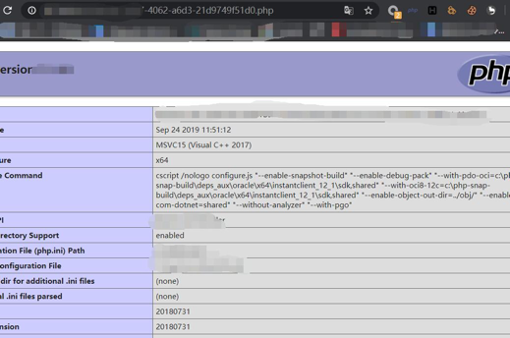 -4062-a6d3-21d9749f51d0.php
ersion
php
e Sep 24 2019 11:51:12
MSVC15 (Visual C++ 2017)
ure x64
e Command cscript /nologo configure.js "--enable-snapshot-build" "--enable-debug-pack" "--with-pdo-oci=c:\
snap-build\deps_aux\oracle\x64\instantclient_12_1\sdk,shared" "--with-oci8-12c=c:\php-snap-
build\deps_aux\oracle\x64\instantclient_12_1\sdk,shared" "--enable-object-out-dir=../obj/" "--enable
com-dotnet=shared" "--without-analyzer" "--with-pgo"
PI
rectory Support enabled
ation File (php.ini) Path
onfiguration File
dir for additional .ini files (none)
al .ini files parsed (none)
20180731
nsion 20180731